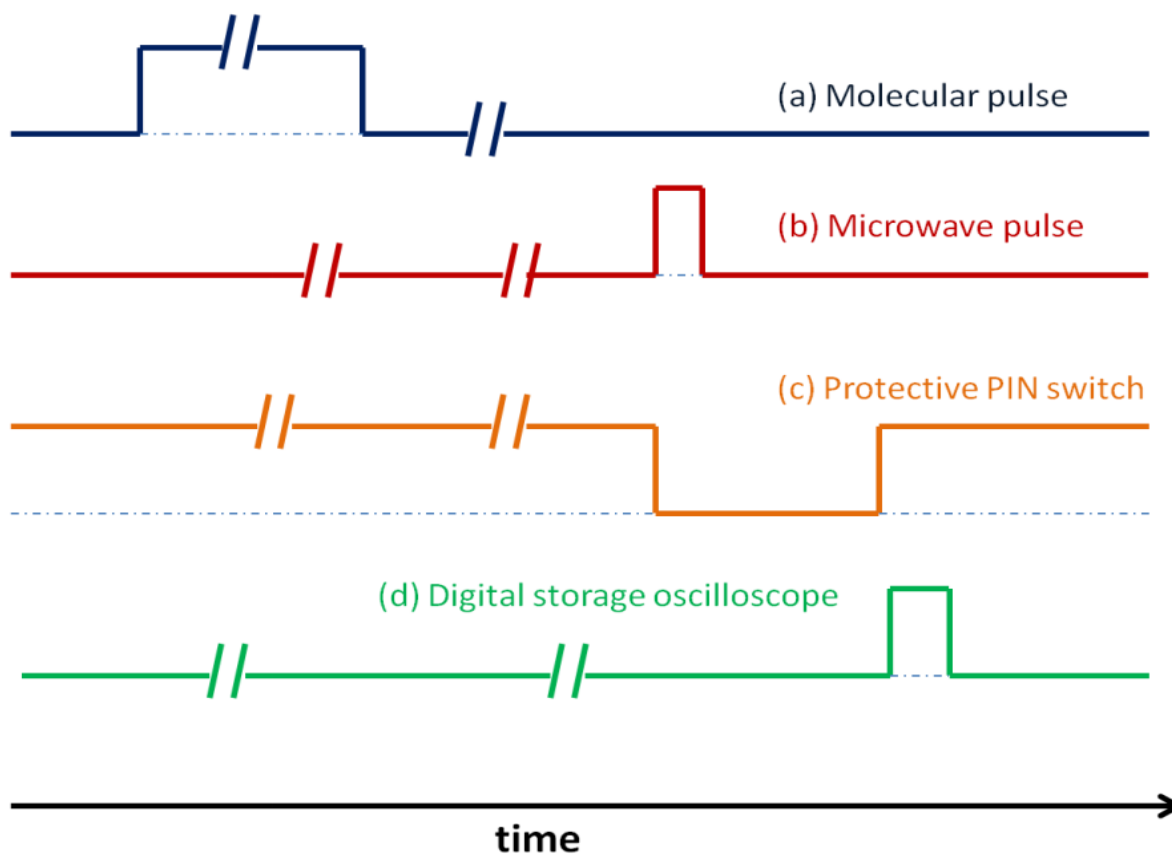 (a) Molecular pulse
(b) Microwave pulse
(c) Protective PIN switch
(d) Digital storage oscilloscope
time